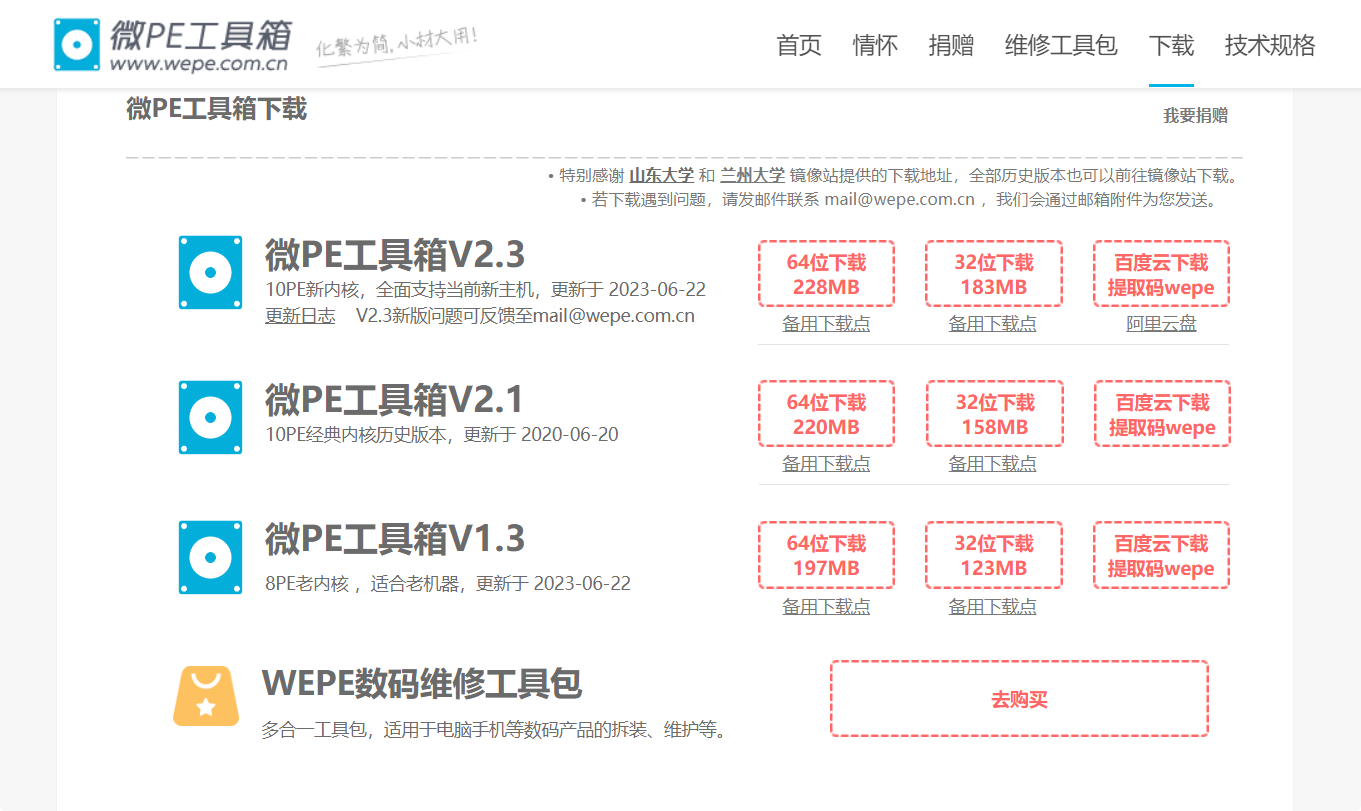 微PE工具箱
www.wepe.com.cn
化繁为简,小材大用!
首页 情怀 捐赠 维修工具包 下载 技术规格
微PE工具箱下载
我要捐赠
• 特别感谢 山东大学 和 兰州大学 镜像站提供的下载地址，全部历史版本也可以前往镜像站下载。
• 若下载遇到问题，请发邮件联系 mail@wepe.com.cn ，我们会通过邮箱附件为您发送。
微PE工具箱V2.3
10PE新内核，全面支持当前新主机，更新于 2023-06-22
更新日志 V2.3新版问题可反馈至mail@wepe.com.cn
64位下载
228MB
备用下载点
32位下载
183MB
备用下载点
百度云下载
提取码wepe
阿里云盘
微PE工具箱V2.1
10PE经典内核历史版本，更新于 2020-06-20
64位下载
220MB
备用下载点
32位下载
158MB
备用下载点
百度云下载
提取码wepe
微PE工具箱V1.3
8PE老内核 ，适合老机器，更新于 2023-06-22
64位下载
197MB
备用下载点
32位下载
123MB
备用下载点
百度云下载
提取码wepe
WEPE数码维修工具包
多合一工具包，适用于电脑手机等数码产品的拆装、维护等。
去购买